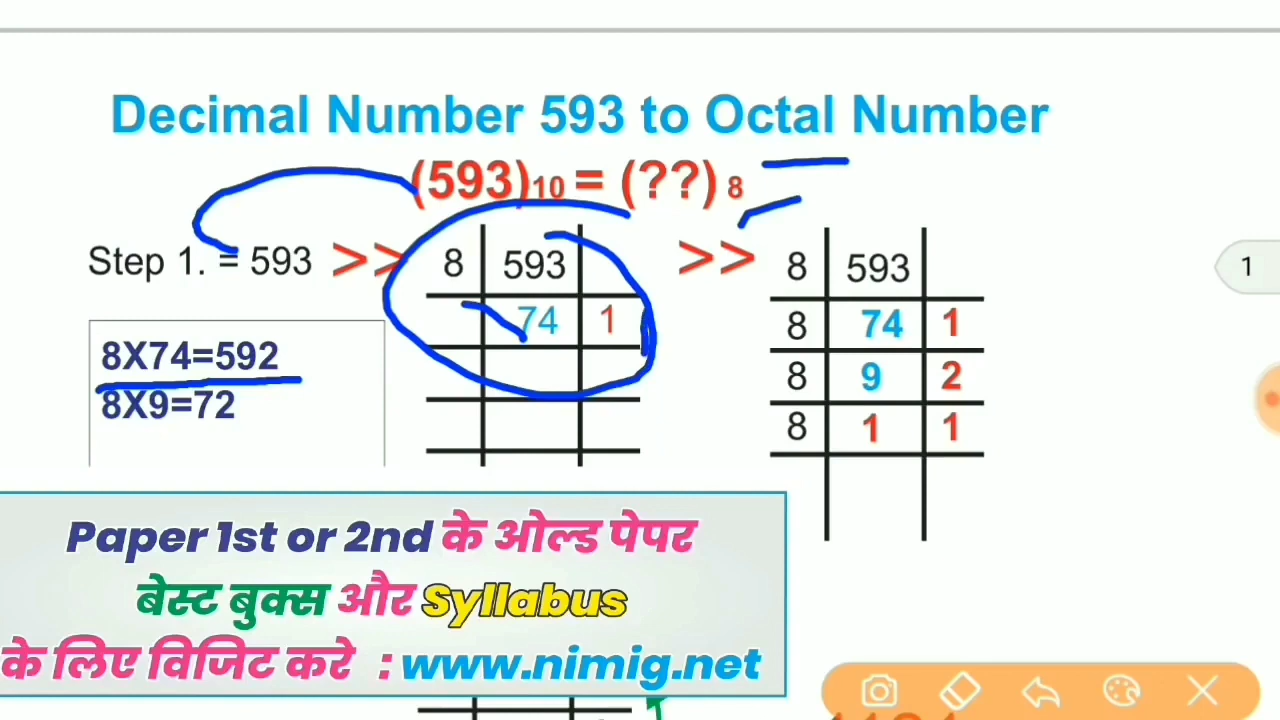 Decimal Number 593 to Octal Number
(593)10 = (??) 8
Step 1. = 593 >> 8 593 >> 8 593
74 1 8 74 1
8X74=592 8 9 2
8X9=72 8 1 1
1
Paper 1st or 2nd के ओल्ड पेपर
बेस्ट बुक्स और Syllabus
के लिए विजिट करे : www.nimig.net